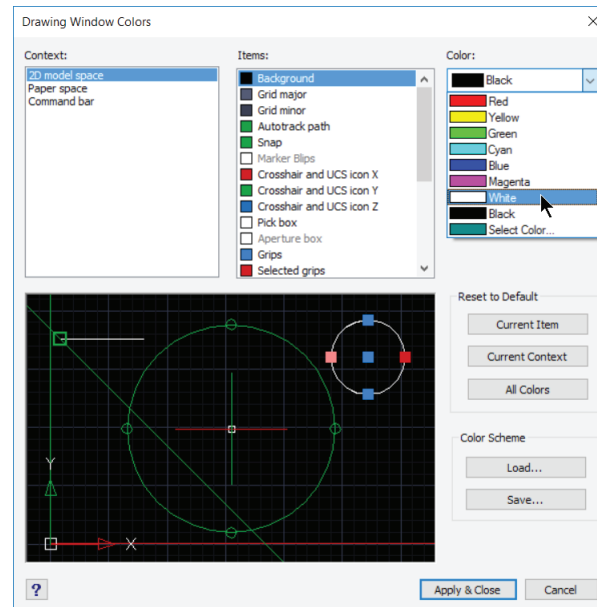 Drawing Window Colors
Context:
2D model space
Paper space
Command bar
Items:
Background
Grid major
Grid minor
Autotrack path
Snap
Marker Blips
Crosshair and UCS icon X
Crosshair and UCS icon Y
Crosshair and UCS icon Z
Pick box
Aperture box
Grips
Selected grips
Color:
Black
Red
Yellow
Green
Cyan
Blue
Magenta
White
Black
Select Color...
Y
X
Reset to Default
Current Item
Current Context
All Colors
Color Scheme
Load...
Save...
?
Apply & Close
Cancel